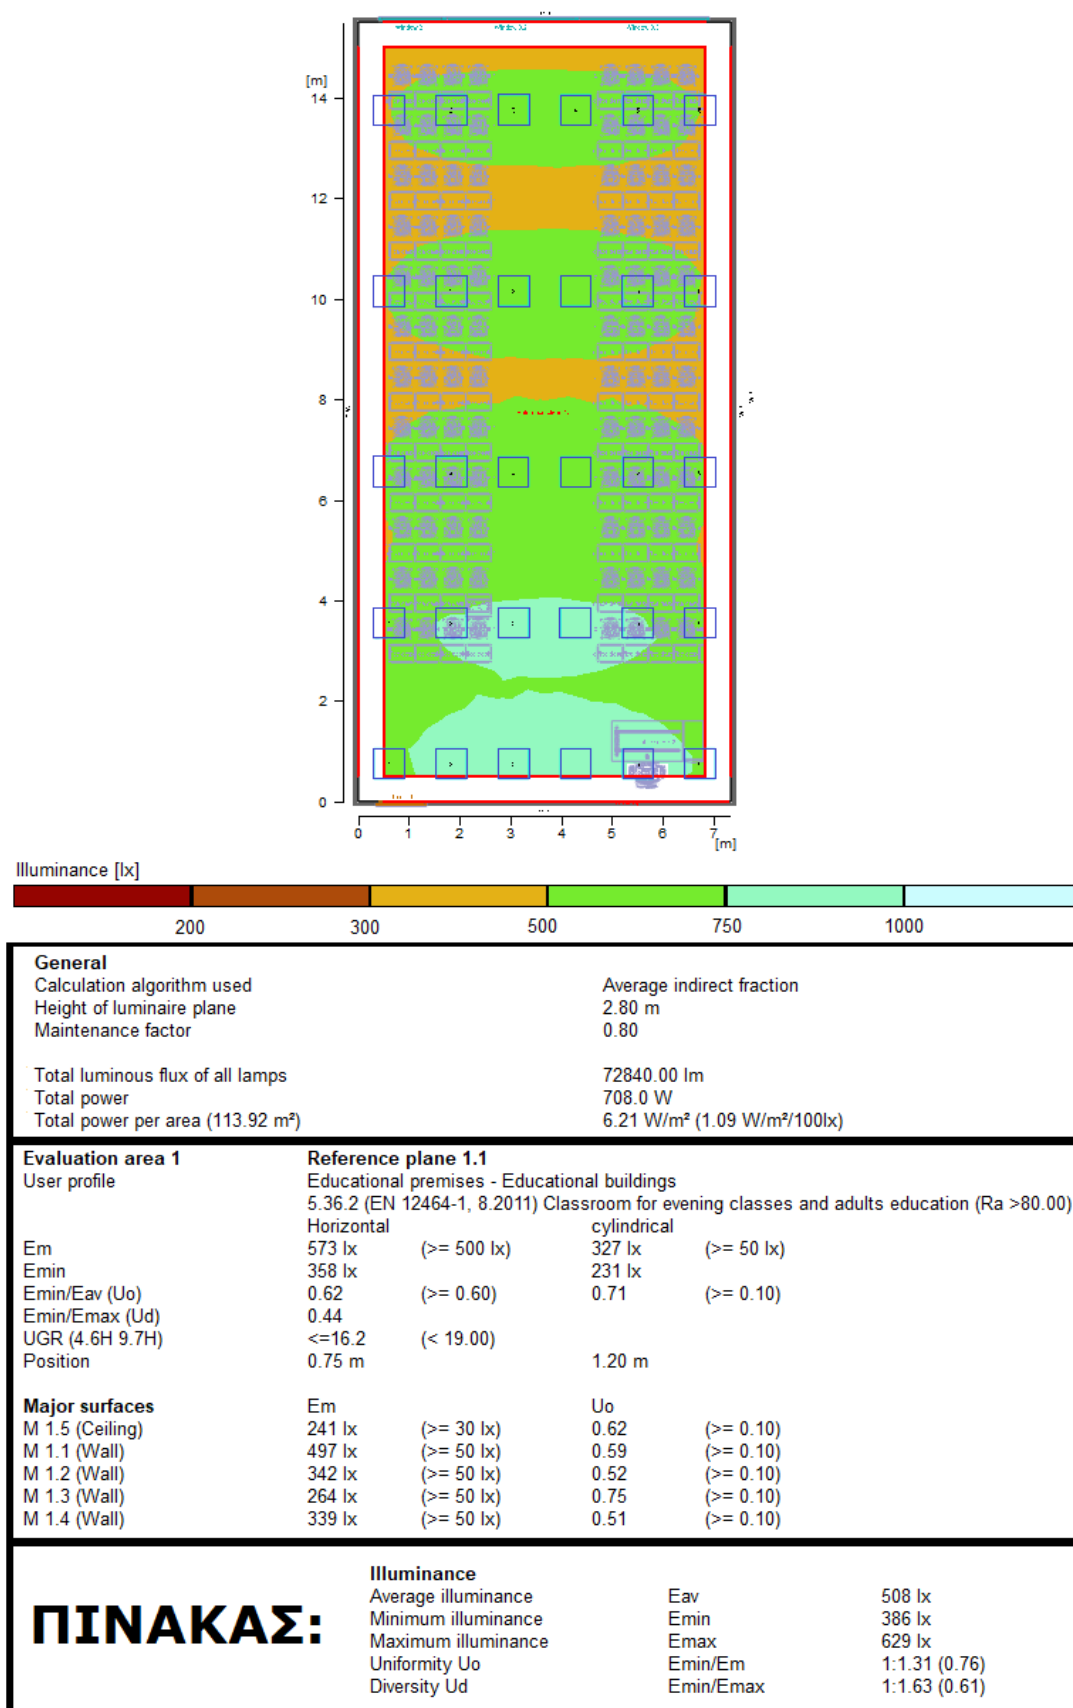 Window 2
Window 3.2
Window 3.3
[m]
14
12
10
8
6
4
2
0
0 1 2 3 4 5 6 7
[m]
Illuminance [lx]
200 300 500 750 1000
General
Calculation algorithm used Average indirect fraction
Height of luminaire plane 2.80 m
Maintenance factor 0.80
Total luminous flux of all lamps 72840.00 lm
Total power 708.0 W
Total power per area (113.92 m²) 6.21 W/m² (1.09 W/m²/100lx)
Evaluation area 1 Reference plane 1.1
User profile Educational premises - Educational buildings
5.36.2 (EN 12464-1, 8.2011) Classroom for evening classes and adults education (Ra >80.00)
Horizontal cylindrical
Em 573 lx (>= 500 lx) 327 lx (>= 50 lx)
Emin 358 lx 231 lx
Emin/Eav (Uo) 0.62 (>= 0.60) 0.71 (>= 0.10)
Emin/Emax (Ud) 0.44
UGR (4.6H 9.7H) <=16.2 (< 19.00)
Position 0.75 m 1.20 m
Major surfaces Em Uo
M 1.5 (Ceiling) 241 lx (>= 30 lx) 0.62 (>= 0.10)
M 1.1 (Wall) 497 lx (>= 50 lx) 0.59 (>= 0.10)
M 1.2 (Wall) 342 lx (>= 50 lx) 0.52 (>= 0.10)
M 1.3 (Wall) 264 lx (>= 50 lx) 0.75 (>= 0.10)
M 1.4 (Wall) 339 lx (>= 50 lx) 0.51 (>= 0.10)
ΠΙΝΑΚΑΣ:
Illuminance
Average illuminance Eav 508 lx
Minimum illuminance Emin 386 lx
Maximum illuminance Emax 629 lx
Uniformity Uo Emin/Em 1:1.31 (0.76)
Diversity Ud Emin/Emax 1:1.63 (0.61)